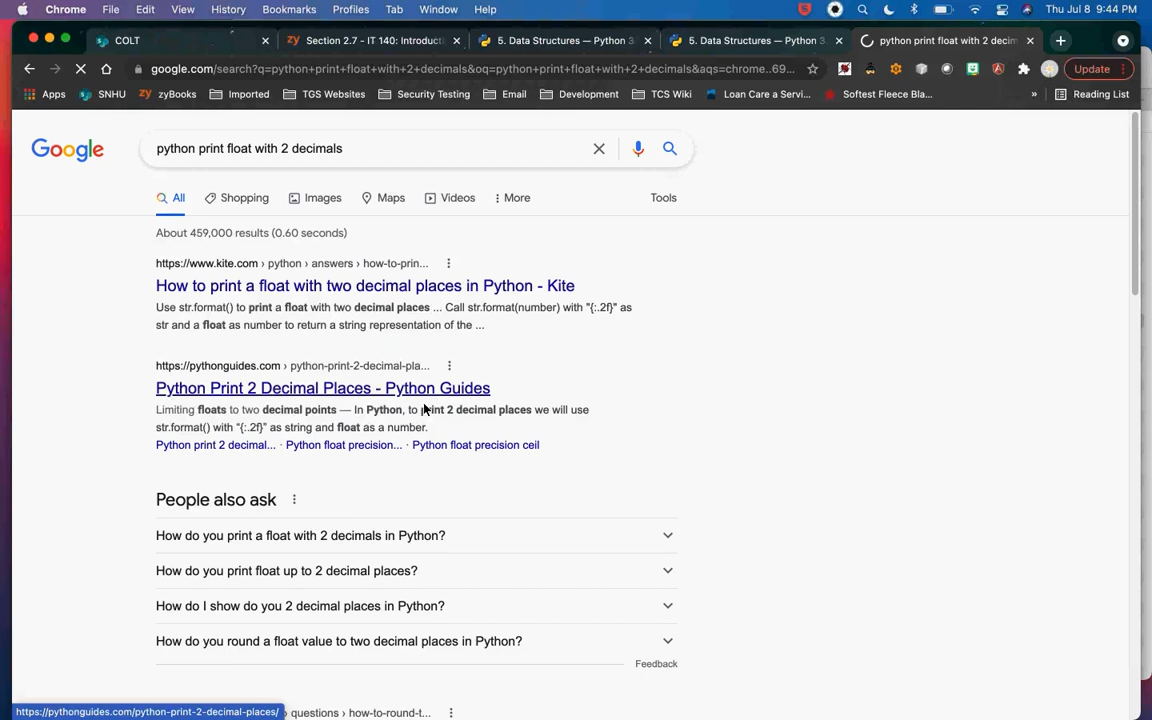 Chrome File Edit View History Bookmarks Profiles Tab Window Help Thu Jul 8 9:44 PM
COLT Section 2.7 - IT 140: Introducti 5. Data Structures — Python 3 5. Data Structures — Python 3 python print float with 2 decim
google.com/search?q=python+print+float+with+2+decimals&oq=python+print+float+with+2+decimals&aqs=chrome..69... Update
Apps SNHU zyBooks Imported TGS Websites Security Testing Email Development TCS Wiki Loan Care a Servi... Softest Fleece Bla... » Reading List
Google python print float with 2 decimals
All Shopping Images Maps Videos More Tools
About 459,000 results (0.60 seconds)
https://www.kite.com › python › answers › how-to-prin...
How to print a float with two decimal places in Python - Kite
Use str.format() to print a float with two decimal places ... Call str.format(number) with "{:.2f}" as
str and a float as number to return a string representation of the ...
https://pythonguides.com › python-print-2-decimal-pla...
Python Print 2 Decimal Places - Python Guides
Limiting floats to two decimal points — In Python, to print 2 decimal places we will use
str.format() with “{:.2f}” as string and float as a number.
Python print 2 decimal... · Python float precision... · Python float precision ceil
People also ask
How do you print a float with 2 decimals in Python?
How do you print float up to 2 decimal places?
How do I show do you 2 decimal places in Python?
How do you round a float value to two decimal places in Python?
Feedback
https://pythonguides.com/python-print-2-decimal-places/ › questions › how-to-round-t...